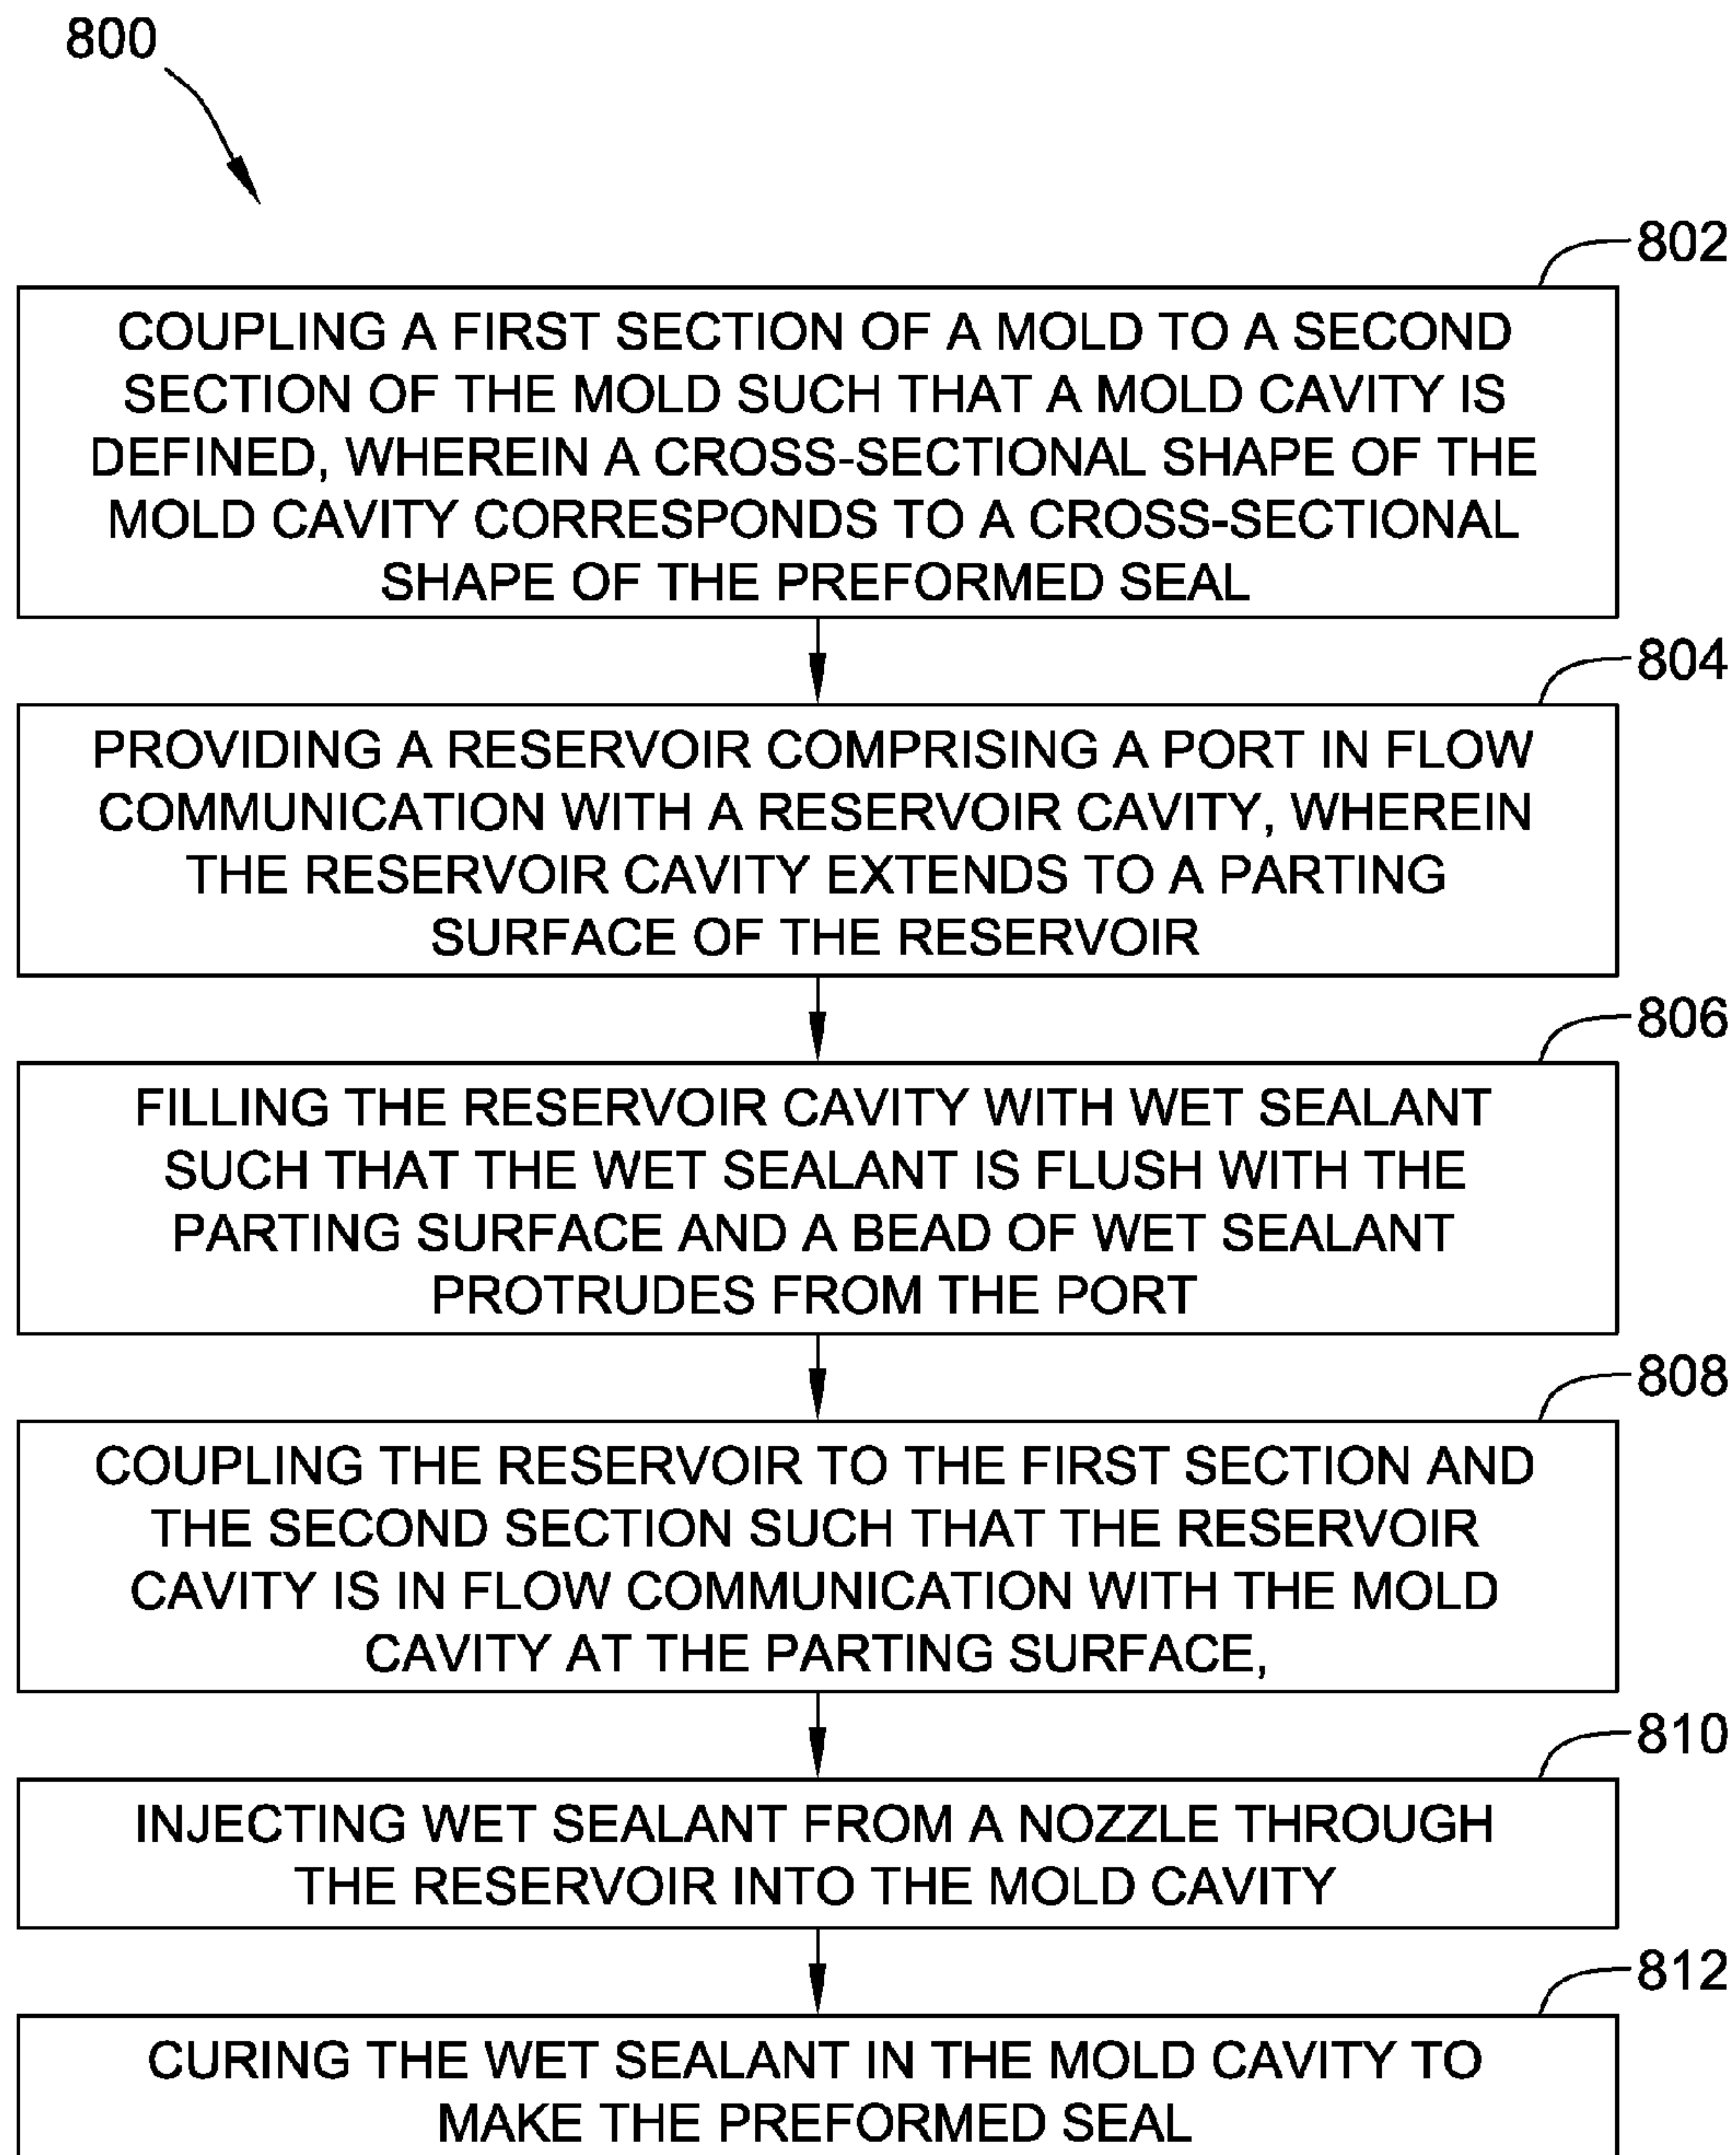 800
802
COUPLING A FIRST SECTION OF A MOLD TO A SECOND
SECTION OF THE MOLD SUCH THAT A MOLD CAVITY IS
DEFINED, WHEREIN A CROSS-SECTIONAL SHAPE OF THE
MOLD CAVITY CORRESPONDS TO A CROSS-SECTIONAL
SHAPE OF THE PREFORMED SEAL
804
PROVIDING A RESERVOIR COMPRISING A PORT IN FLOW
COMMUNICATION WITH A RESERVOIR CAVITY, WHEREIN
THE RESERVOIR CAVITY EXTENDS TO A PARTING
SURFACE OF THE RESERVOIR
806
FILLING THE RESERVOIR CAVITY WITH WET SEALANT
SUCH THAT THE WET SEALANT IS FLUSH WITH THE
PARTING SURFACE AND A BEAD OF WET SEALANT
PROTRUDES FROM THE PORT
808
COUPLING THE RESERVOIR TO THE FIRST SECTION AND
THE SECOND SECTION SUCH THAT THE RESERVOIR
CAVITY IS IN FLOW COMMUNICATION WITH THE MOLD
CAVITY AT THE PARTING SURFACE,
810
INJECTING WET SEALANT FROM A NOZZLE THROUGH
THE RESERVOIR INTO THE MOLD CAVITY
812
CURING THE WET SEALANT IN THE MOLD CAVITY TO
MAKE THE PREFORMED SEAL